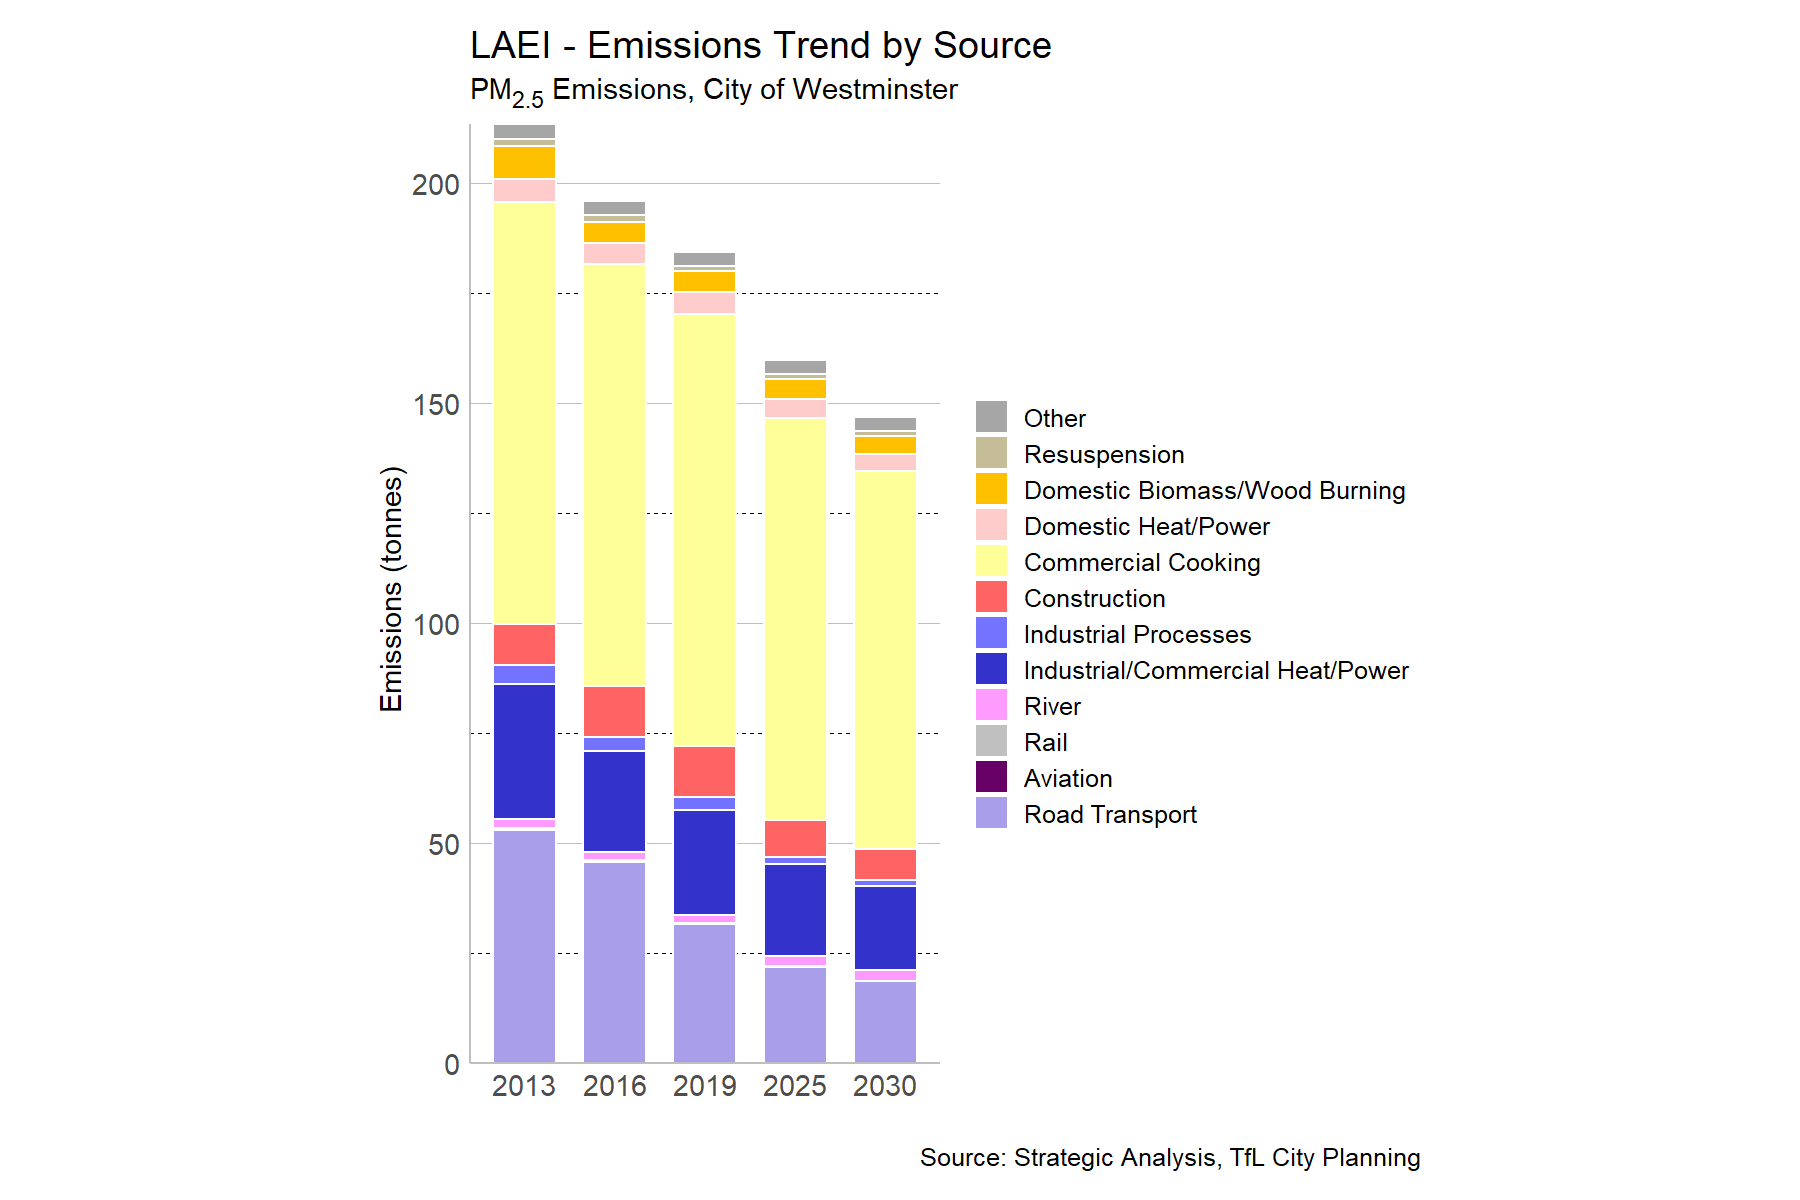 LAEI - Emissions Trend by Source
PM2.5 Emissions, City of Westminster
Emissions (tonnes)
200
150
100
50
0
2013 2016 2019 2025 2030
Other
Resuspension
Domestic Biomass/Wood Burning
Domestic Heat/Power
Commercial Cooking
Construction
Industrial Processes
Industrial/Commercial Heat/Power
River
Rail
Aviation
Road Transport
Source: Strategic Analysis, TfL City Planning